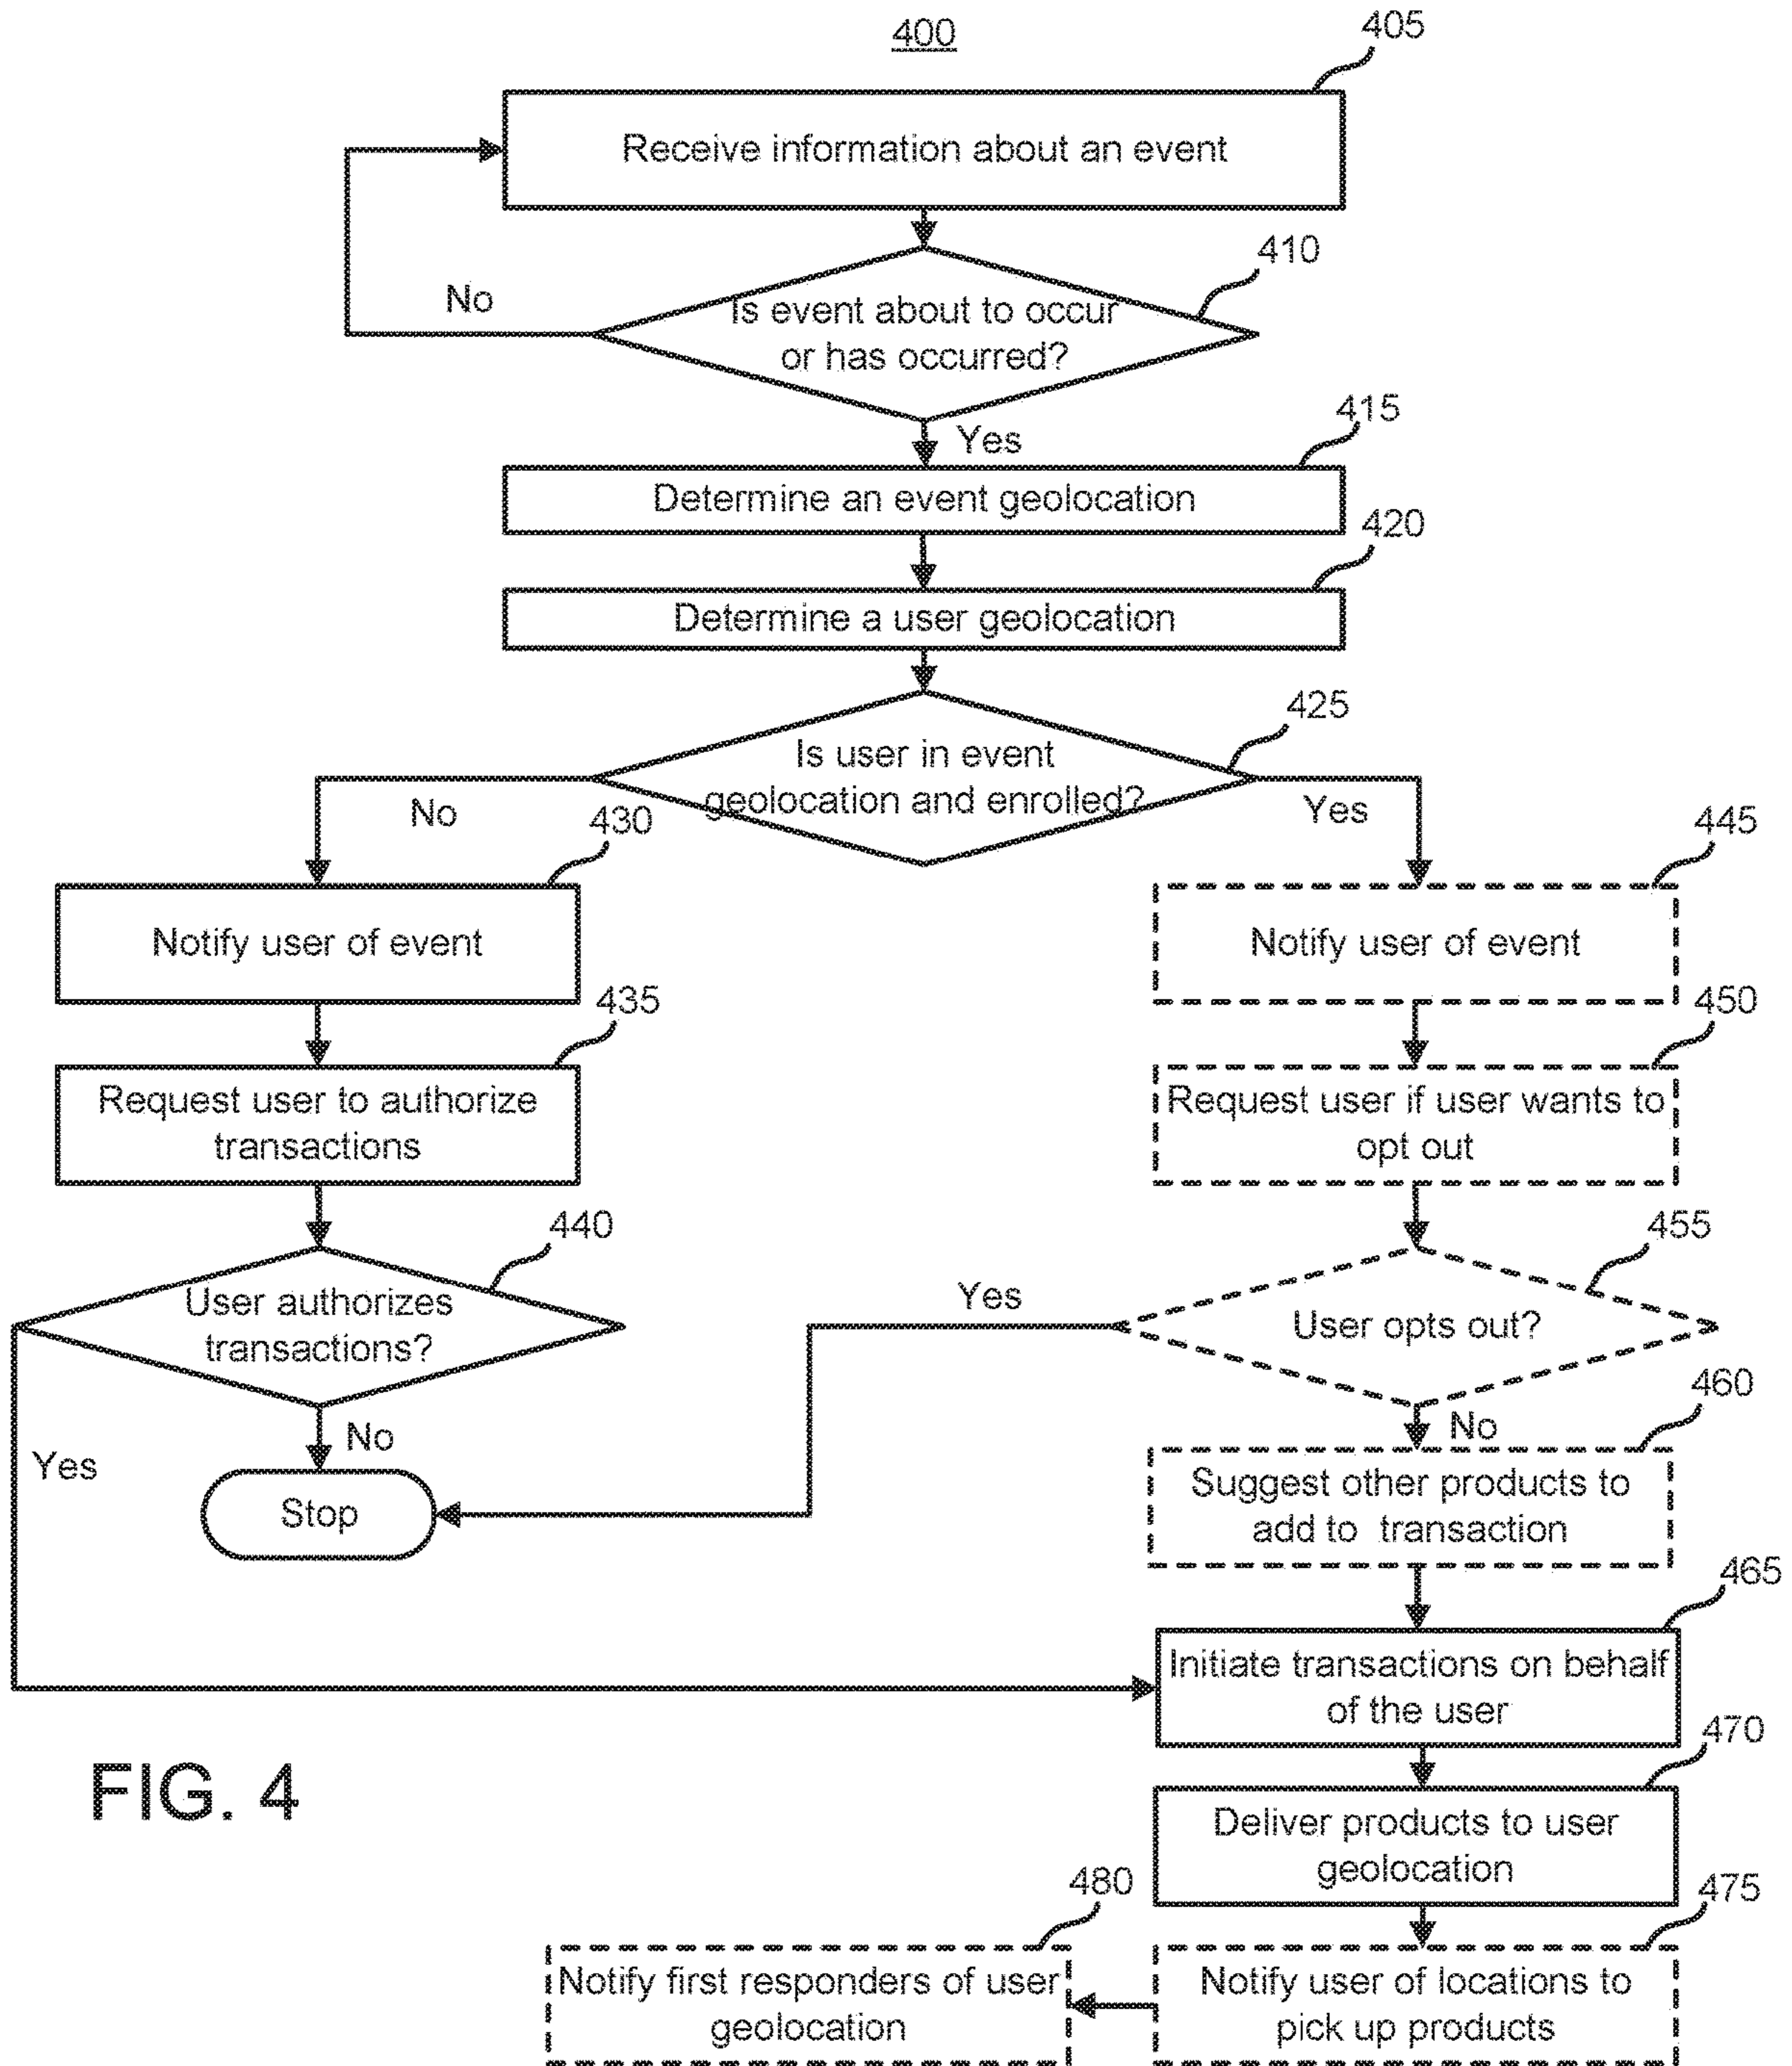 400
405
Receive information about an event
410
No
Is event about to occur
or has occurred?
415
Yes
Determine an event geolocation
420
Determine a user geolocation
425
Is user in event
geolocation and enrolled?
No
Yes
430
445
Notify user of event
Notify user of event
435
450
Request user to authorize
transactions
Request user if user wants to
opt out
440
455
User authorizes
transactions?
Yes
User opts out?
460
No
No
Yes
Stop
Suggest other products to
add to transaction
465
Initiate transactions on behalf
of the user
470
FIG. 4
Deliver products to user
geolocation
480
475
Notify first responders of user
geolocation
Notify user of locations to
pick up products